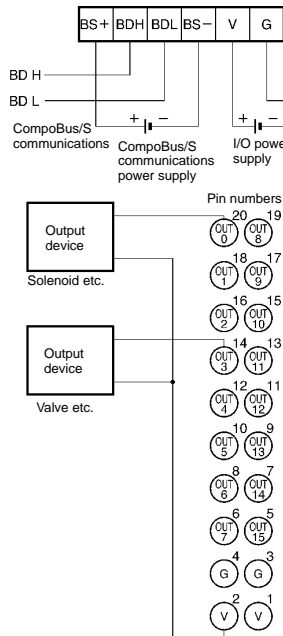 BS+ BDH BDL BS− V G
BD H
BD L
+ − + −
CompoBus/S
communications
CompoBus/S
communications
power supply
I/O powe
supply
Pin numbers
Output
device
Solenoid etc.
20 OUT 0 19 OUT 8
18 OUT 1 17 OUT 9
16 OUT 2 15 OUT 10
Output
device
Valve etc.
14 OUT 3 13 OUT 11
12 OUT 4 11 OUT 12
10 OUT 5 9 OUT 13
8 OUT 6 7 OUT 14
6 OUT 7 5 OUT 15
4 G 3 G
2 V 1 V